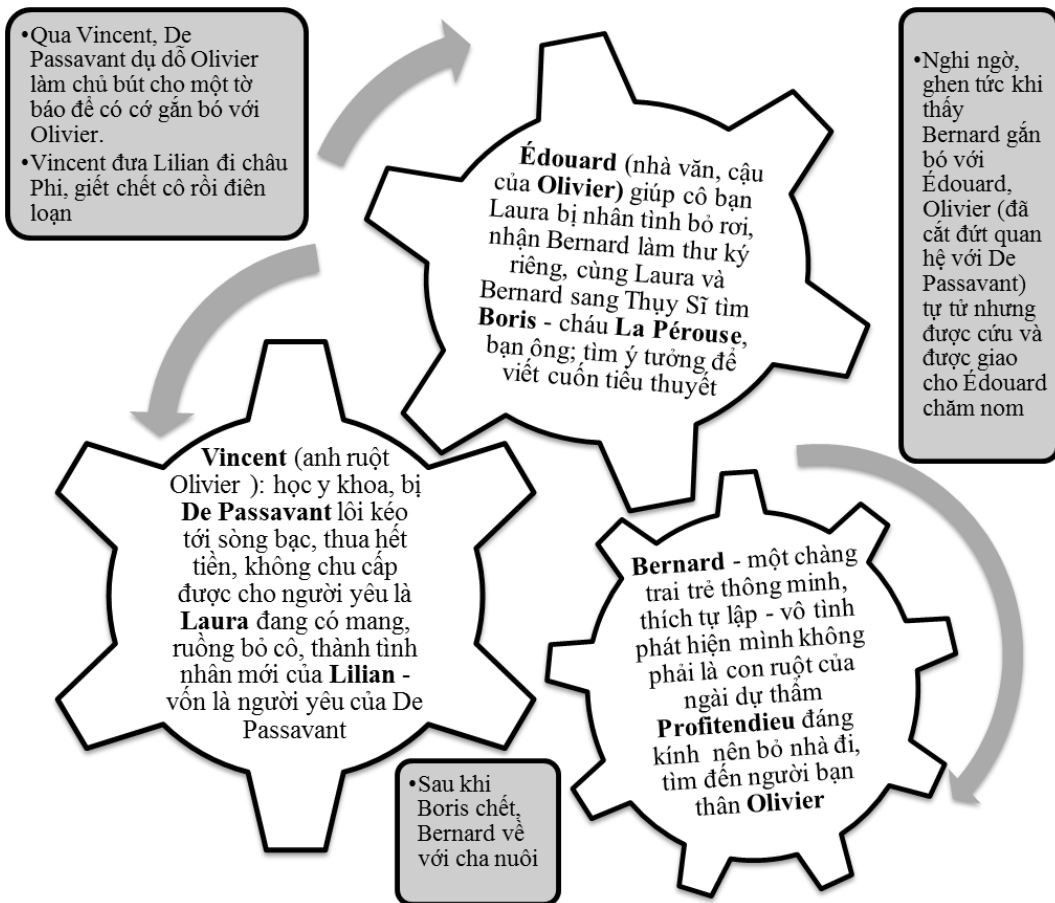 •Qua Vincent, De
Passavant dụ dỗ Olivier
làm chủ bút cho một tờ
báo để có cớ gắn bó với
Olivier.
•Vincent đưa Lilian đi châu
Phi, giết chết cô rồi điên
loạn
Édouard (nhà văn, cậu
của Olivier) giúp cô bạn
Laura bị nhân tình bỏ rơi,
nhận Bernard làm thư ký
riêng, cùng Laura và
Bernard sang Thụy Sĩ tìm
Boris - cháu La Pérouse,
bạn ông; tìm ý tưởng để
viết cuốn tiểu thuyết
•Nghi ngờ,
ghen tức khi
thấy
Bernard gắn
bó với
Édouard,
Olivier (đã
cắt đứt quan
hệ với De
Passavant)
tự tử nhưng
được cứu và
được giao
cho Édouard
chăm nom
Vincent (anh ruột
Olivier ): học y khoa, bị
De Passavant lôi kéo
tới sòng bạc, thua hết
tiền, không chu cấp
được cho người yêu là
Laura đang có mang,
ruồng bỏ cô, thành tình
nhân mới của Lilian -
vốn là người yêu của De
Passavant
Bernard - một chàng
trai trẻ thông minh,
thích tự lập - vô tình
phát hiện mình không
phải là con ruột của
ngài dự thẩm
Profitendieu đáng
kính nên bỏ nhà đi,
tìm đến người bạn
thân Olivier
•Sau khi
Boris chết,
Bernard về
với cha nuôi